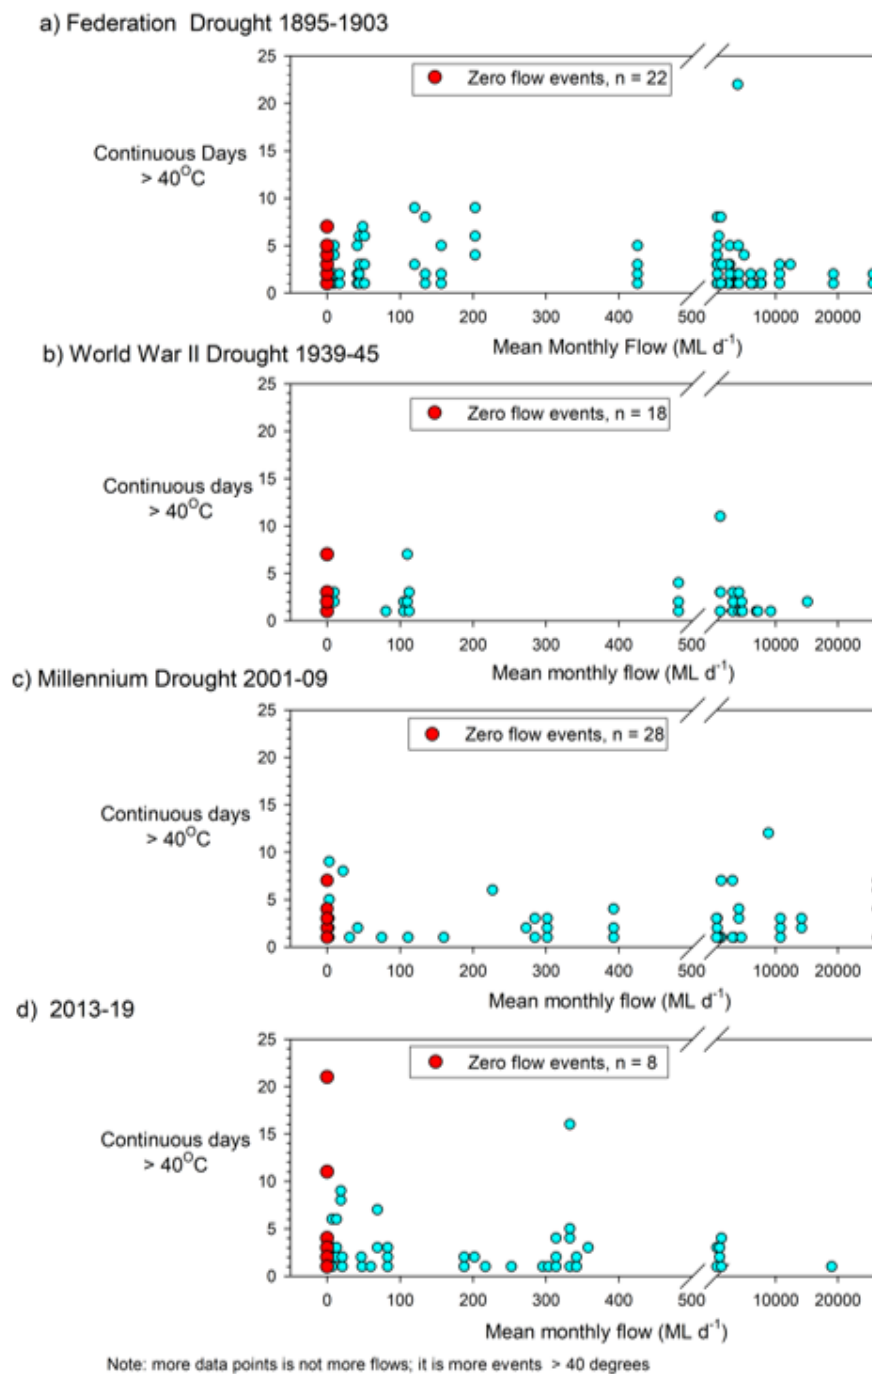 a) Federation Drought 1895-1903
25
Zero flow events, n = 22
20
Continuous Days
> 40°C
15
10
5
0
0 100 200 300 400 500 10000 20000
Mean Monthly Flow (ML d⁻¹)
b) World War II Drought 1939-45
25
Zero flow events, n = 18
20
Continuous days
> 40°C
15
10
5
0
0 100 200 300 400 500 10000 20000
Mean monthly flow (ML d⁻¹)
c) Millennium Drought 2001-09
25
Zero flow events, n = 28
20
Continuous days
> 40°C
15
10
5
0
0 100 200 300 400 500 10000 20000
Mean monthly flow (ML d⁻¹)
d) 2013-19
25
Zero flow events, n = 8
20
Continuous days
> 40°C
15
10
5
0
0 100 200 300 400 500 10000 20000
Mean monthly flow (ML d⁻¹)
Note: more data points is not more flows; it is more events > 40 degrees